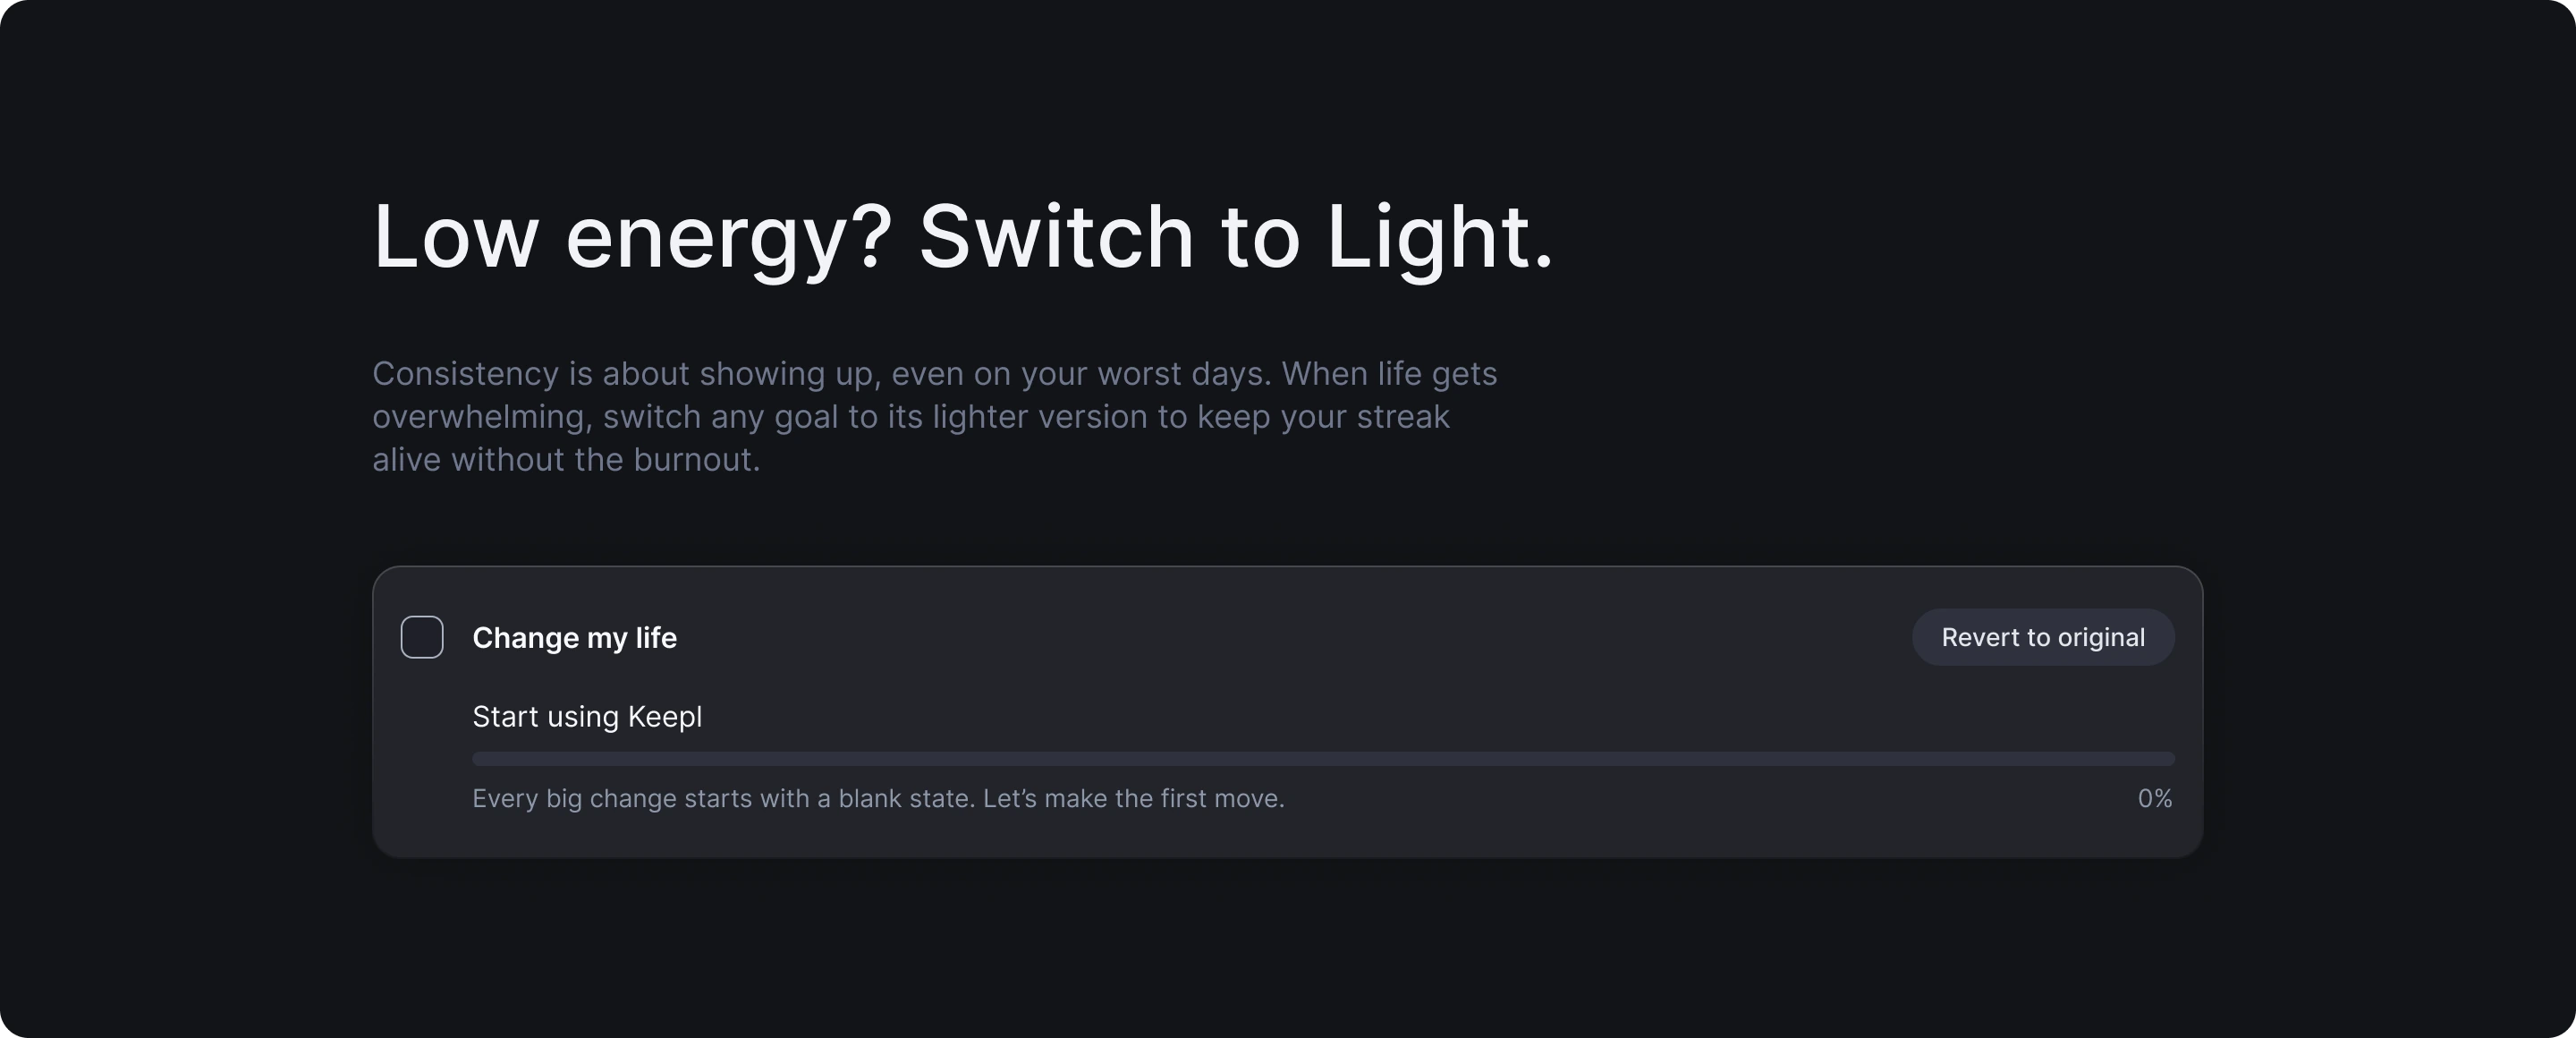 Low energy? Switch to Light.
Consistency is about showing up, even on your worst days. When life gets
overwhelming, switch any goal to its lighter version to keep your streak
alive without the burnout.
Change my life
Revert to original
Start using Keepl
Every big change starts with a blank state. Let’s make the first move.
0%